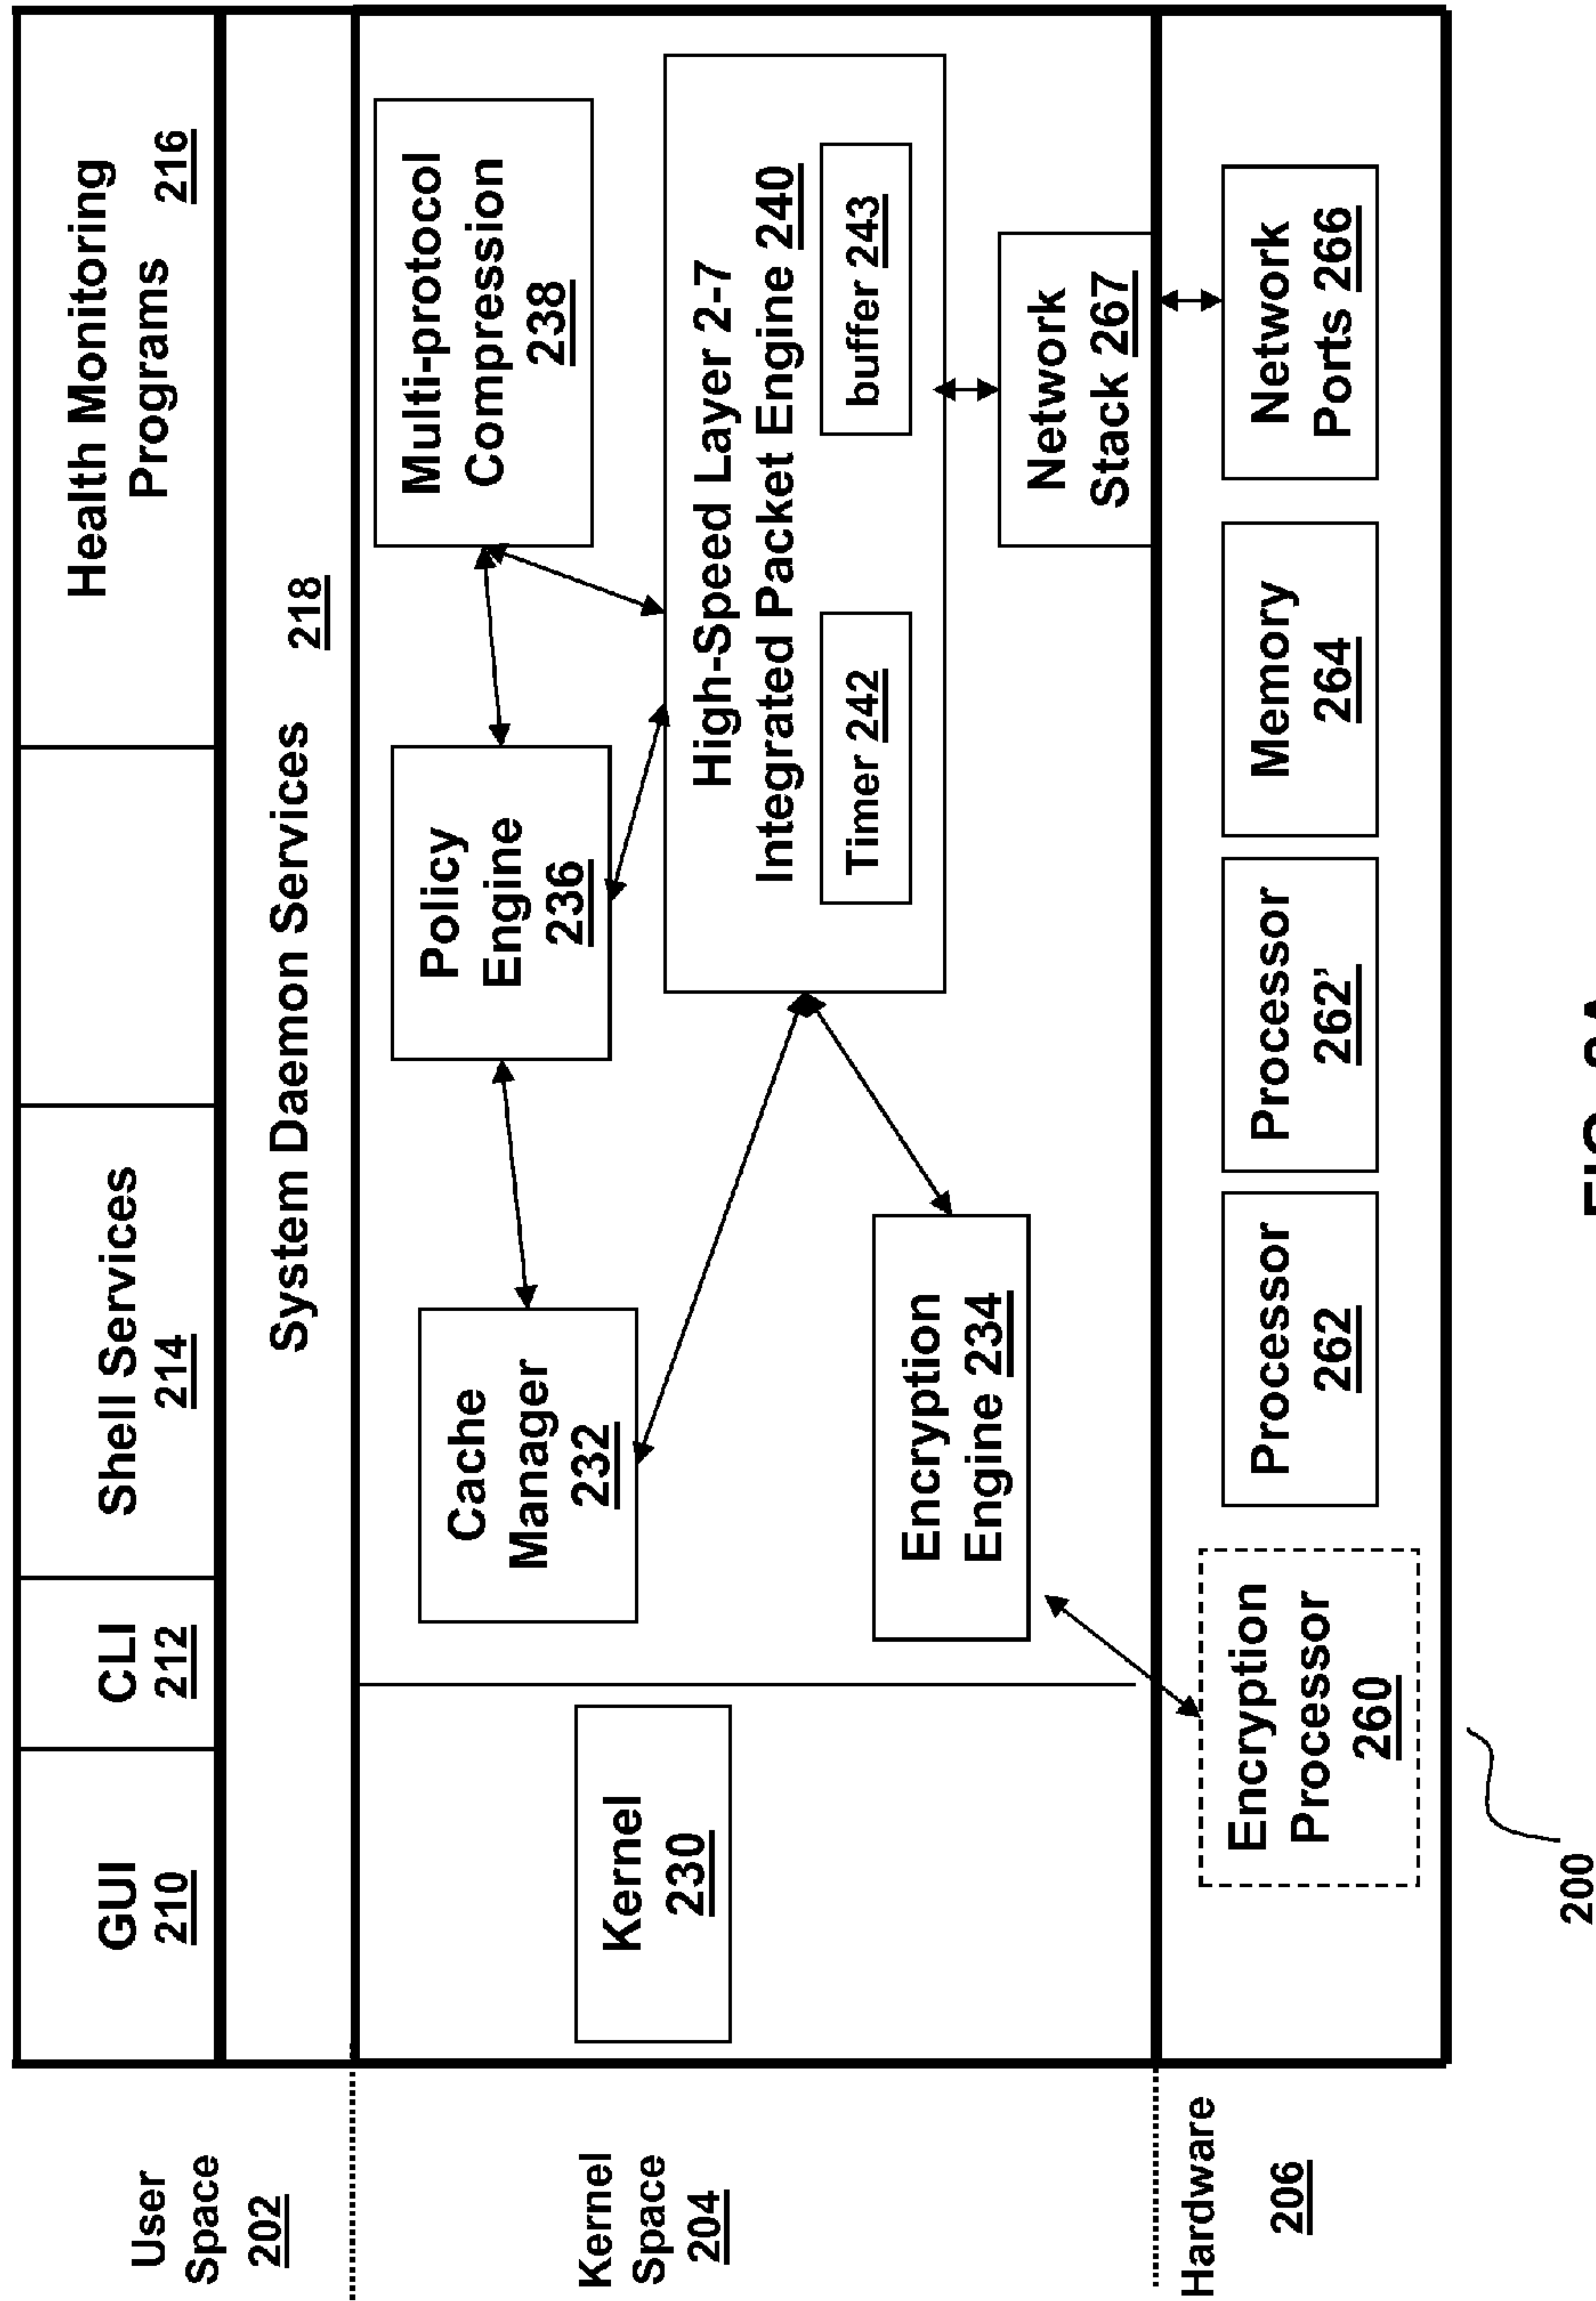 User
Space
202
GUI
210
CLI
212
Shell Services
214
Health Monitoring
Programs 216
System Daemon Services 218
Kernel
Space
204
Kernel
230
Cache
Manager
232
Policy
Engine
236
Multi-protocol
Compression
238
High-Speed Layer 2-7
Integrated Packet Engine 240
Timer 242
buffer 243
Encryption
Engine 234
Network
Stack 267
Hardware
206
Encryption
Processor
260
Processor
262
Processor
262’
Memory
264
Network
Ports 266
200